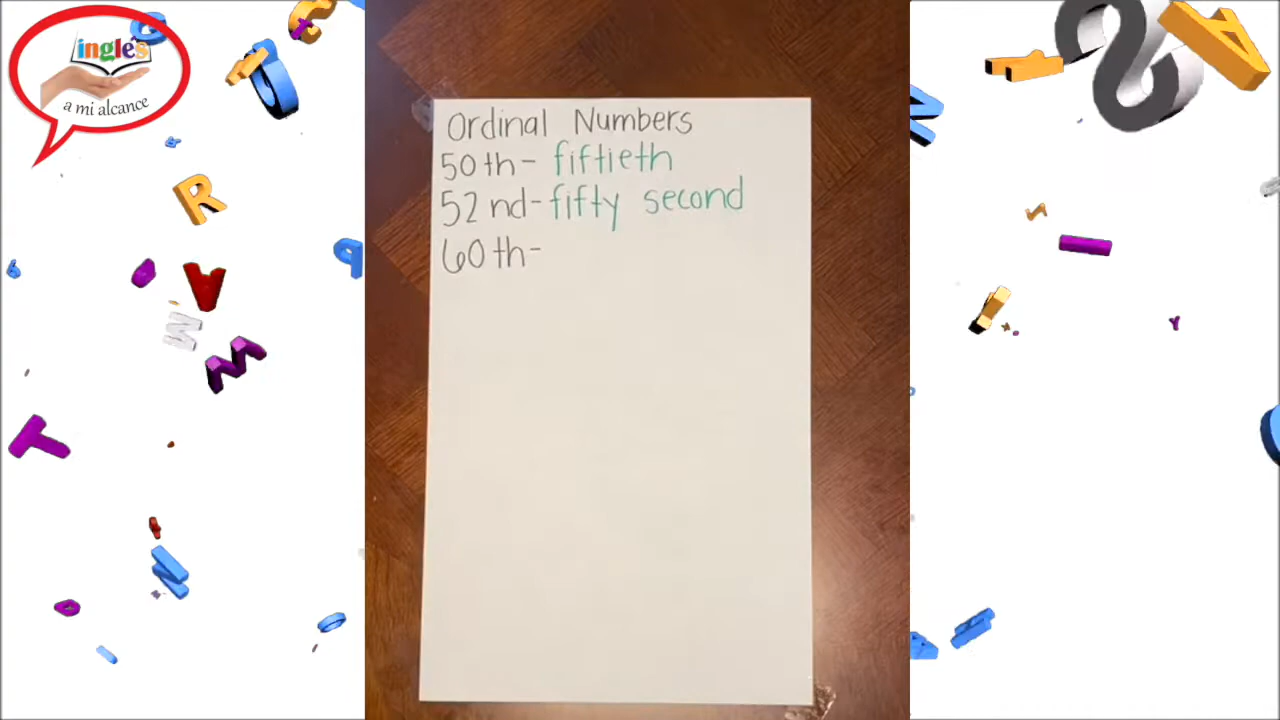 inglés
a mi alcance
Ordinal Numbers
50th- fiftieth
52nd- fifty second
60th-